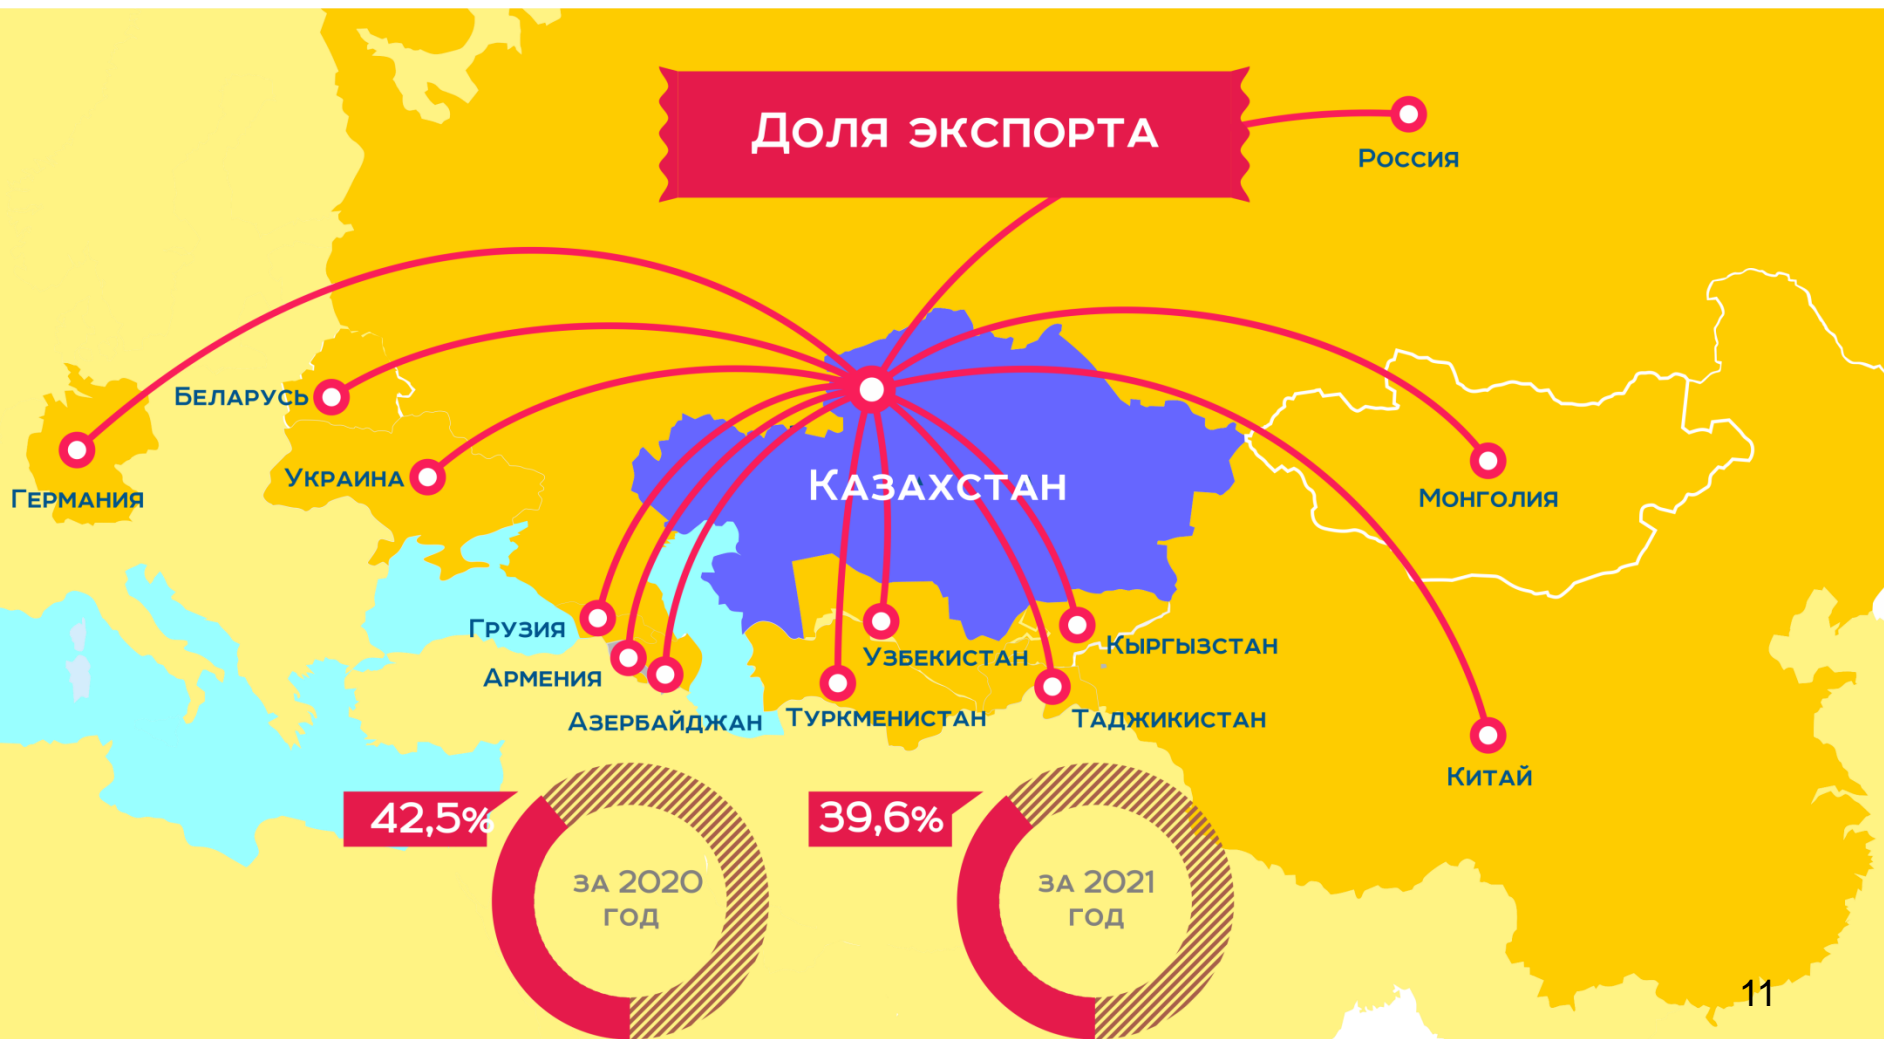 Доля экспорта
Россия
Беларусь
Германия
Украина
Казахстан
Монголия
Грузия
Армения
Азербайджан
Туркменистан
Узбекистан
Кыргызстан
Таджикистан
Китай
42,5%
за 2020
год
39,6%
за 2021
год
11